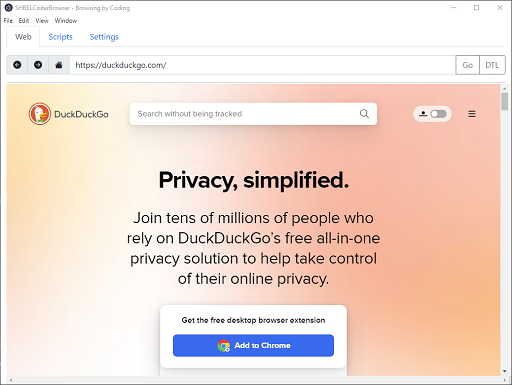 SHBELCoderBrowser - Browsing by Coding
File Edit View Window
Web Scripts Settings
https://duckduckgo.com/ Go DTL
DuckDuckGo Search without being tracked
Privacy, simplified.
Join tens of millions of people who
rely on DuckDuckGo's free all-in-one
privacy solution to help take control
of their online privacy.
Get the free desktop browser extension
Add to Chrome